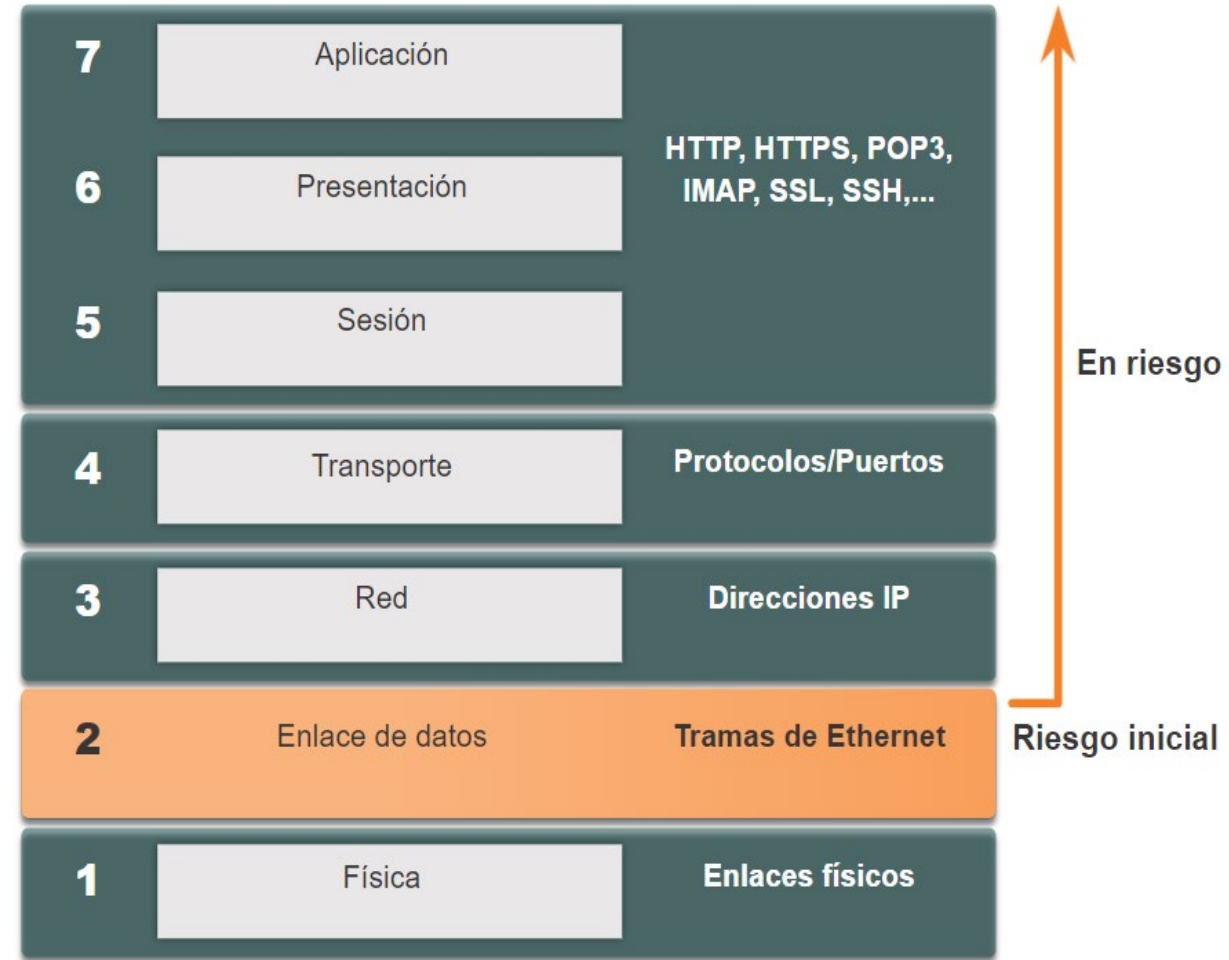 7
Aplicación
HTTP, HTTPS, POP3,
IMAP, SSL, SSH,...
6
Presentación
5
Sesión
En riesgo
4
Transporte
Protocolos/Puertos
3
Red
Direcciones IP
2
Enlace de datos
Tramas de Ethernet
Riesgo inicial
1
Física
Enlaces físicos